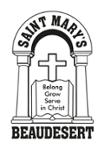 SAINT MARY'S
Belong
Grow
Serve
in Christ
BEAUDESERT